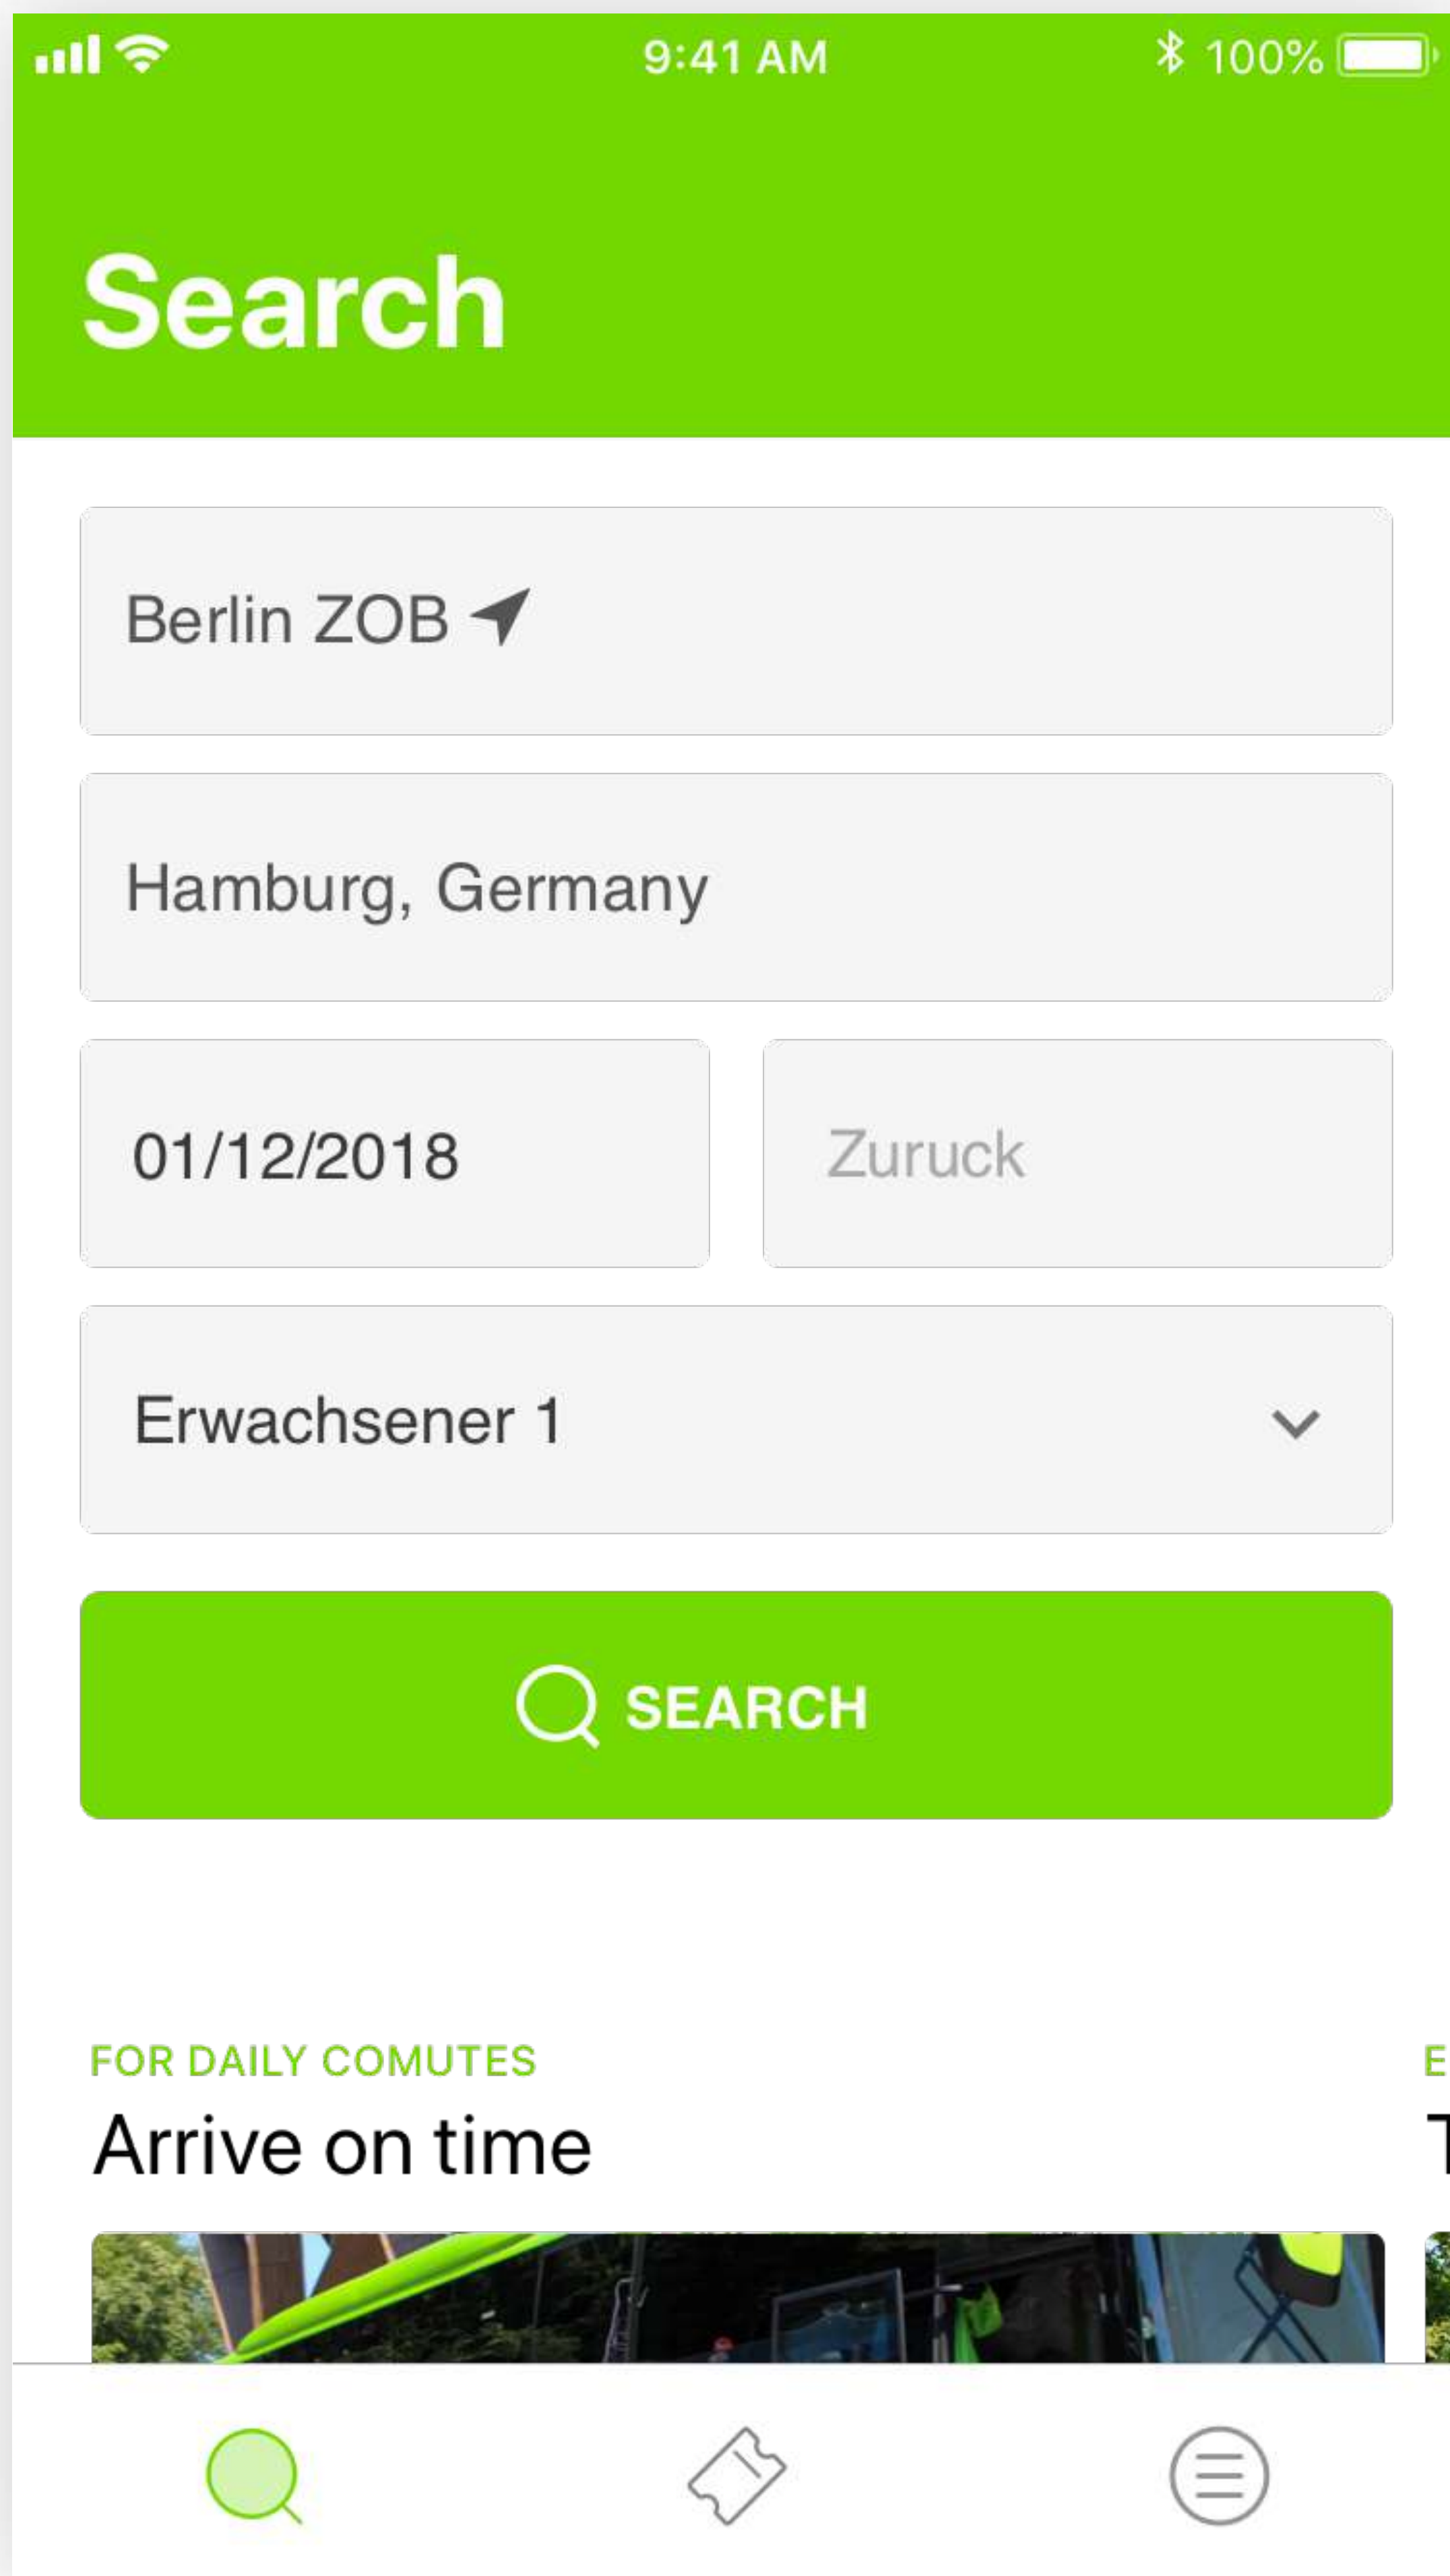 9:41 AM 100%
Search
Berlin ZOB
Hamburg, Germany
01/12/2018 Zuruck
Erwachsener 1
SEARCH
FOR DAILY COMUTES
Arrive on time